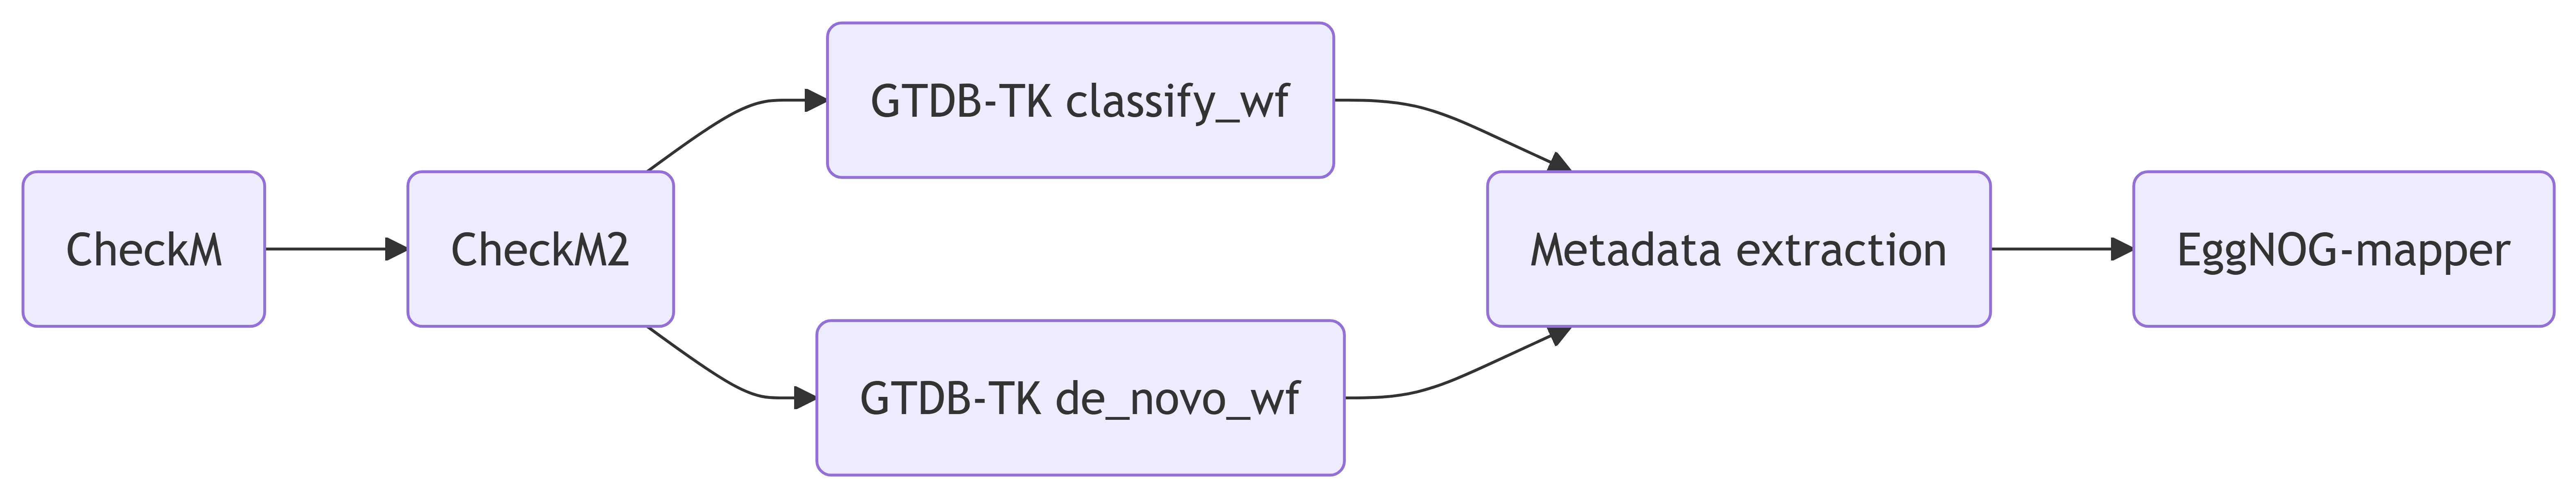 CheckM
CheckM2
GTDB-TK classify_wf
GTDB-TK de_novo_wf
Metadata extraction
EggNOG-mapper